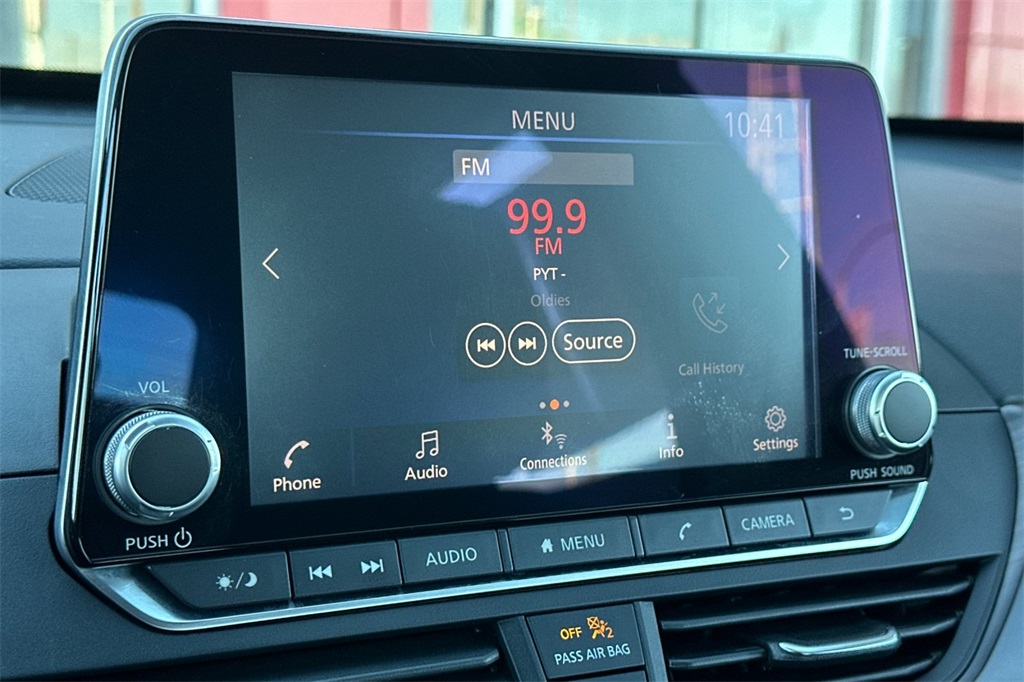 MENU 10:41
FM
99.9
FM
PYT -
Oldies
Source
Call History
VOL
TUNE•SCROLL
Phone Audio Connections Info Settings
PUSH
PUSH SOUND
AUDIO MENU CAMERA
OFF 2
PASS AIR BAG